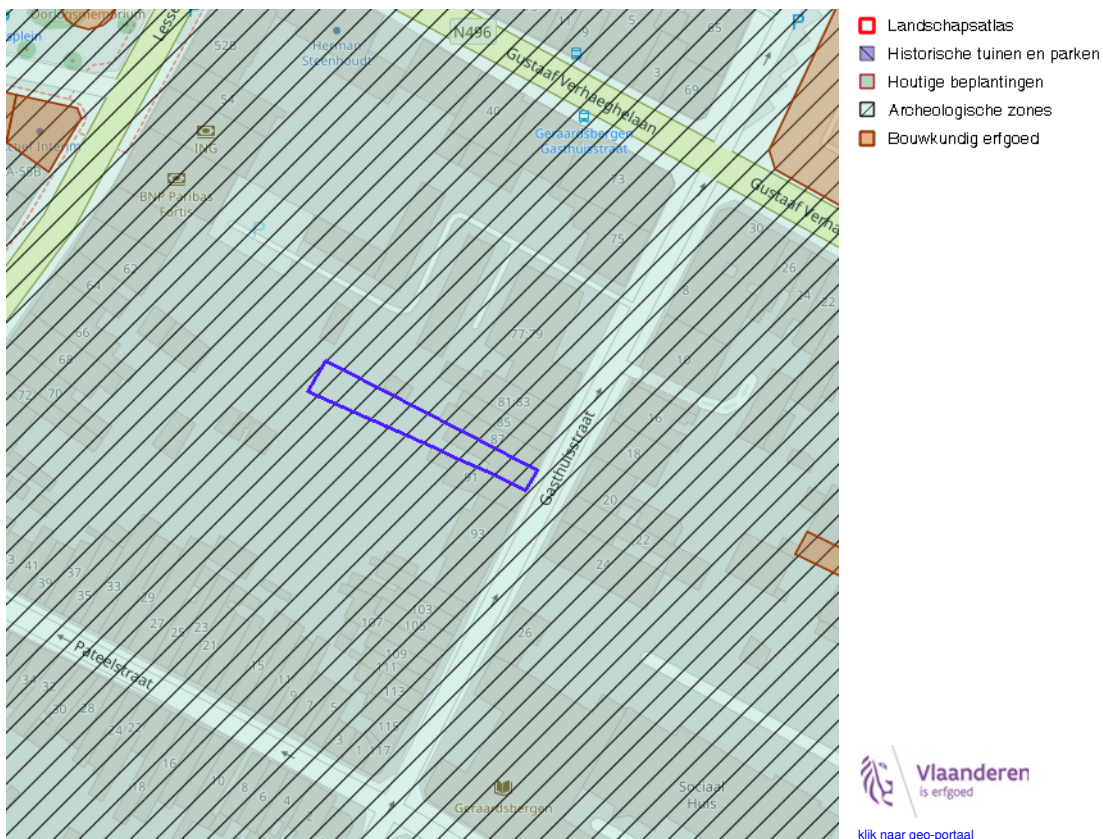 Oorlogsmemorium
splein
Lesse
52B
54
ING
A-55B
BNP Paribas
Fortis
Herman
Steenhoudt
N496
11
9
5
3
69
65
P
Gustaaf Verhaeghelaan
40
Geraardsbergen
Gasthuisstraat
73
Gustaaf Verha
75
30
26
24
22
8
P
62
64
66
68
72
70
77;79
10
81;83
85
87
91
16
18
Gasthuisstraat
20
22
24
93
3
41
39
37
35
33
29
27
25
23
21
103
105
107
109
111
113
115
117
26
Pateelstraat
15
11
9
7
5
3
1
34
32
30
28
24
22
16
18
10
8
6
4
2
Geraardsbergen
Sociaal
Huis
Landschapsatlas
Historische tuinen en parken
Houtige beplantingen
Archeologische zones
Bouwkundig erfgoed
Vlaanderen
is erfgoed
klik naar geo-portaal